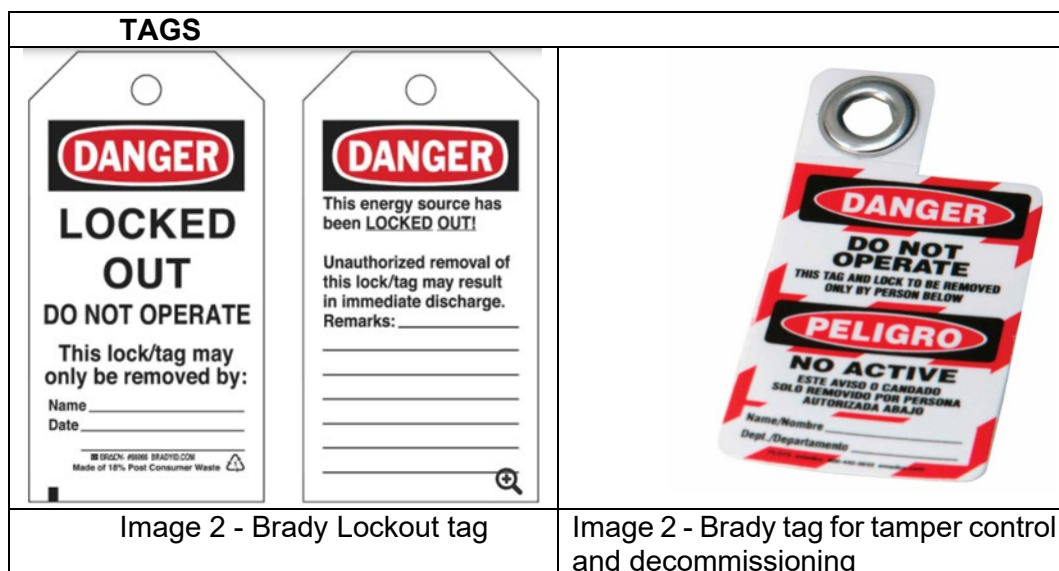 TAGS
DANGER
LOCKED
OUT
DO NOT OPERATE
This lock/tag may
only be removed by:
Name
Date
BRADYID.COM
Made of 18% Post Consumer Waste
DANGER
This energy source has
been LOCKED OUT!
Unauthorized removal of
this lock/tag may result
in immediate discharge.
Remarks:
DANGER
DO NOT
OPERATE
THIS TAG AND LOCK TO BE REMOVED
ONLY BY PERSON BELOW
PELIGRO
NO ACTIVE
ESTE AVISO O CANDADO
SOLO REMOVIDO POR PERSONA
AUTORIZADA ABAJO
Name/Nombre
Dept./Departamento
Image 2 - Brady Lockout tag
Image 2 - Brady tag for tamper control
and decommissioning